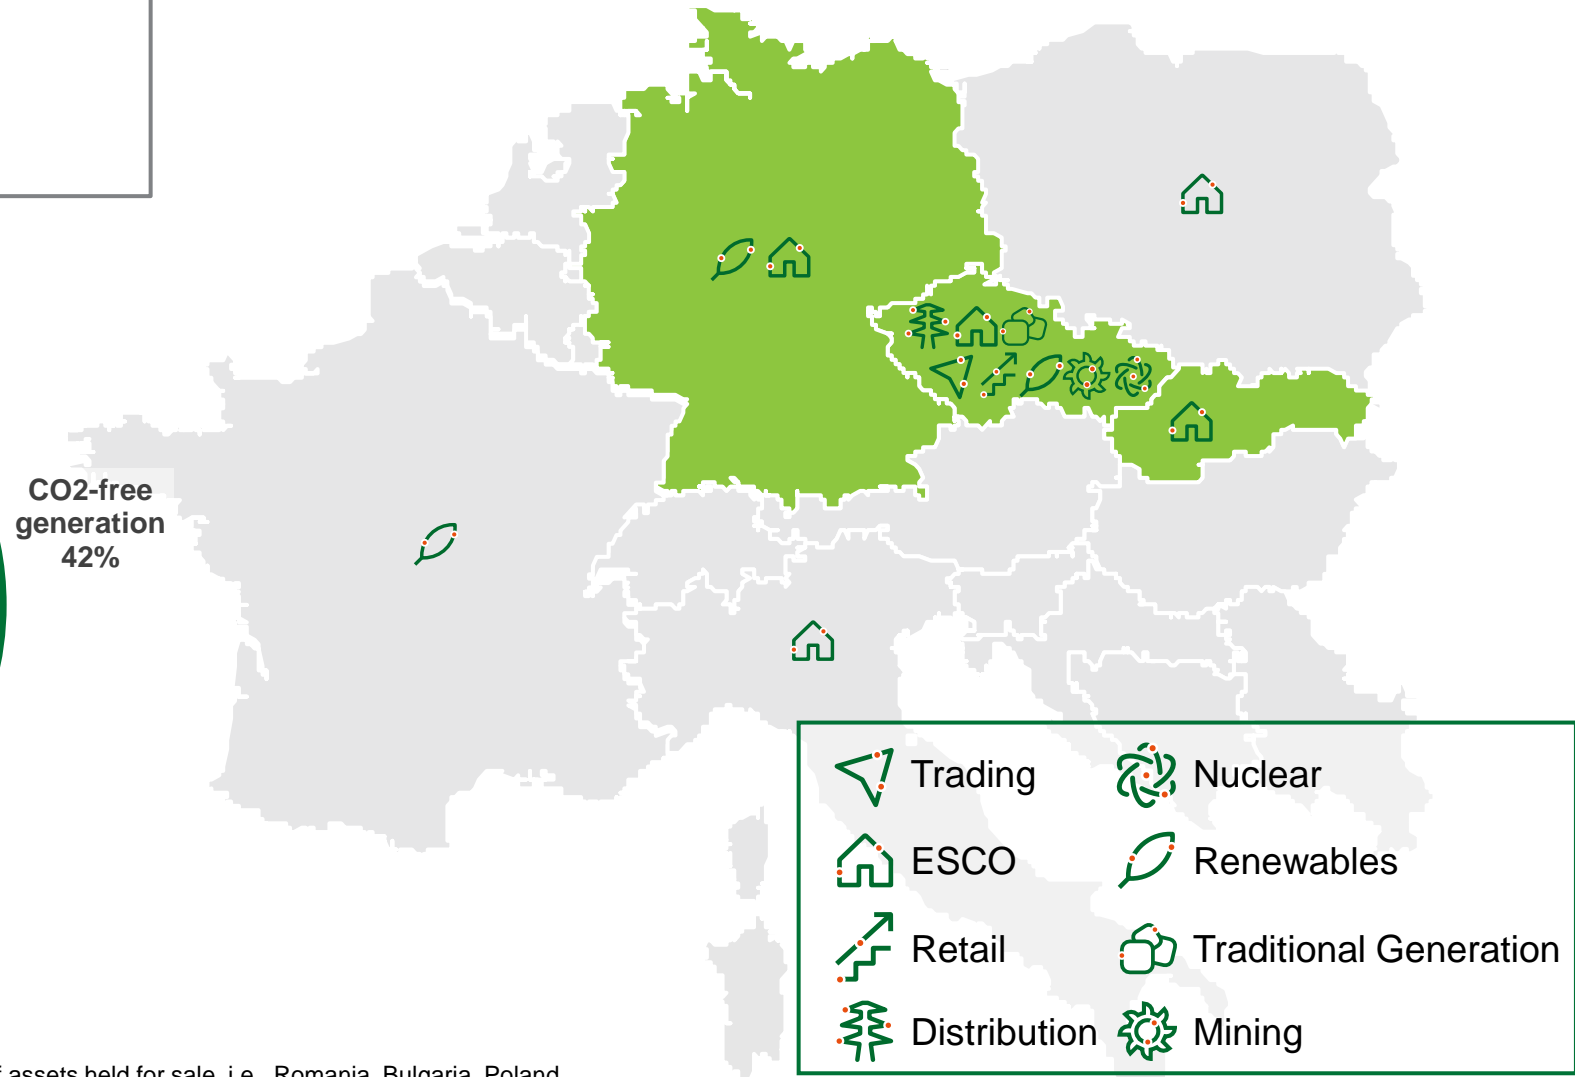 CO2-free
generation
42%
Trading
Nuclear
ESCO
Renewables
Retail
Traditional Generation
Distribution
Mining
assets held for sale, i.e., Romania, Bulgaria, Poland